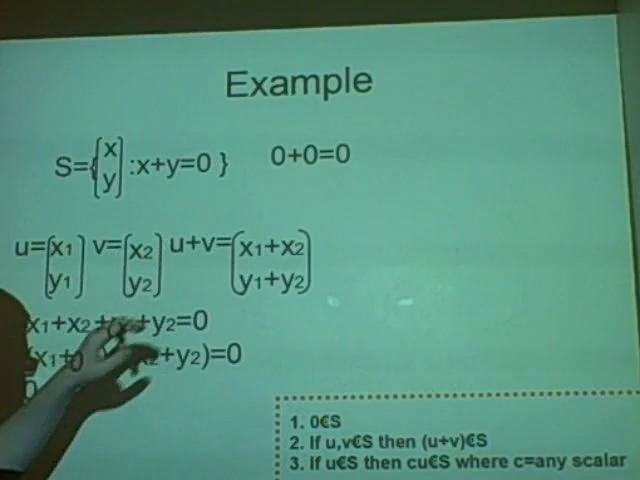 Example
S={[x y] :x+y=0 } 0+0=0
u=[x1 y1] v=[x2 y2] u+v=[x1+x2 y1+y2]
x1+x2+ +y2=0
+y2)=0
1. 0€S
2. If u,v€S then (u+v)€S
3. If u€S then cu€S where c=any scalar